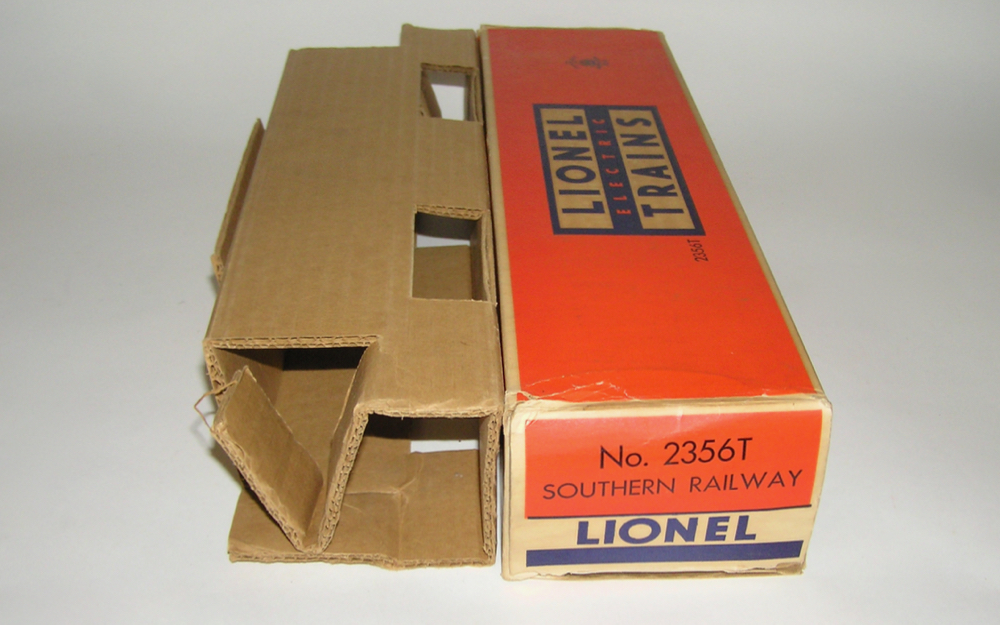 LIONEL
ELECTRIC
TRAINS
2356T
No. 2356T
SOUTHERN RAILWAY
LIONEL